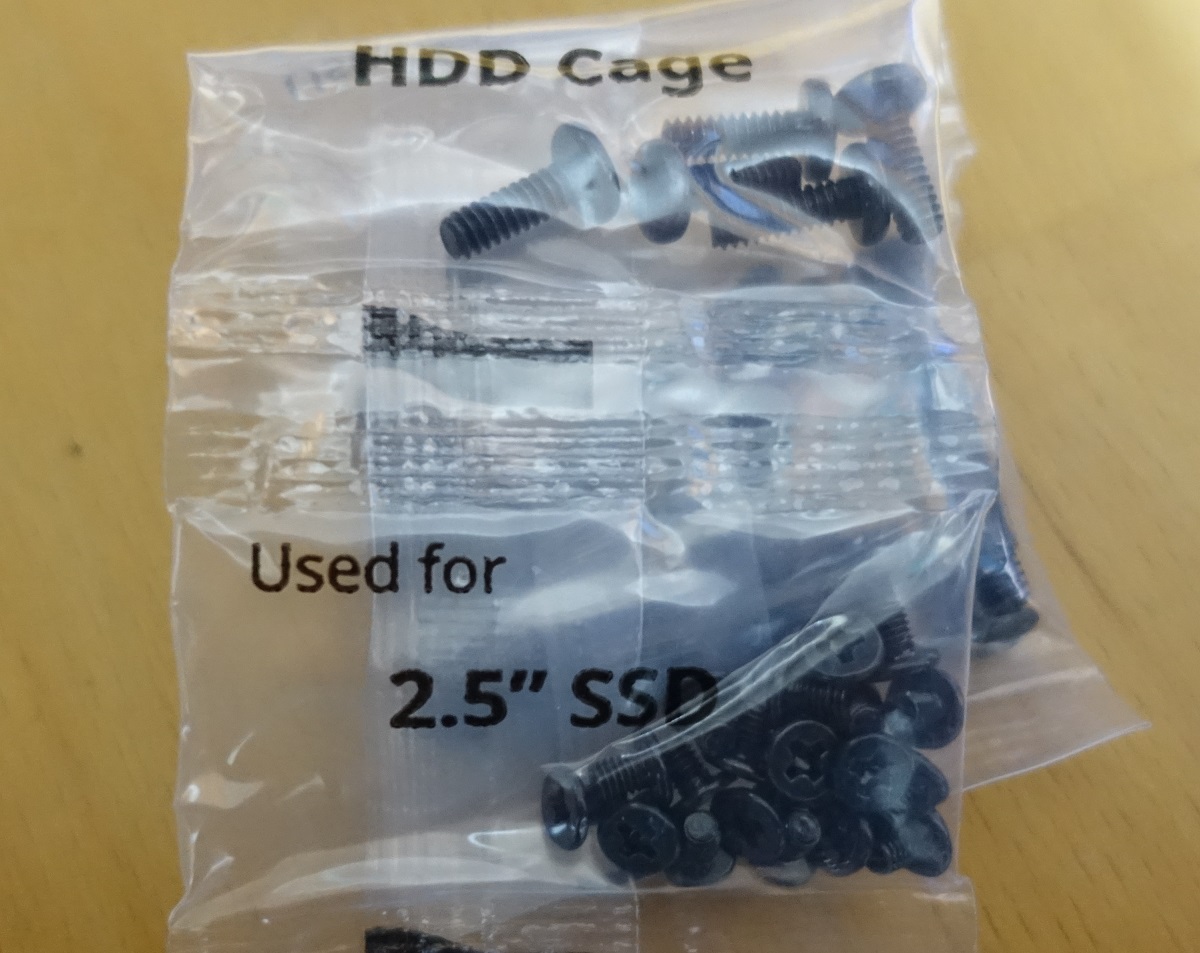 HDD Cage
Used for
2.5″ SSD